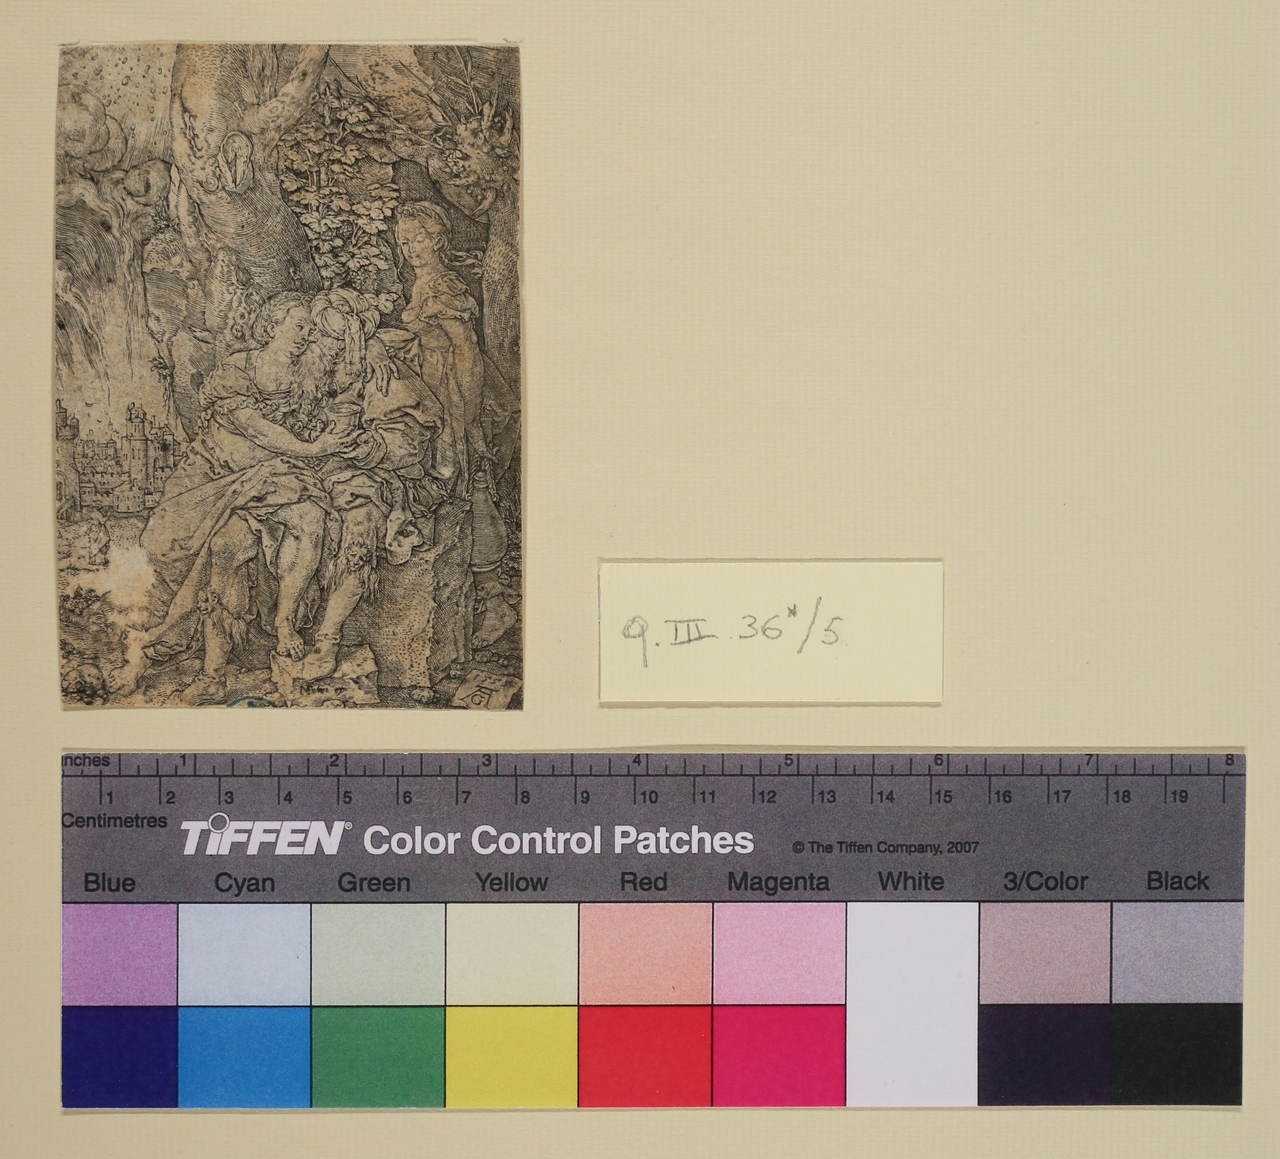 AG
9. III 36*/5
inches 1 2 3 4 5 6 7 8
1 2 3 4 5 6 7 8 9 10 11 12 13 14 15 16 17 18 19
Centimetres
TIFFEN® Color Control Patches © The Tiffen Company, 2007
Blue Cyan Green Yellow Red Magenta White 3/Color Black